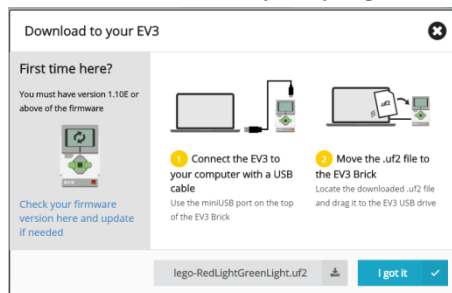 Download to your EV3
First time here?
You must have version 1.10E or
above of the firmware
Check your firmware
version here and update
if needed
1 Connect the EV3 to
your computer with a USB
cable
Use the miniUSB port on the top
of the EV3 Brick
.uf2
2 Move the .uf2 file to
the EV3 Brick
Locate the downloaded .uf2 file
and drag it to the EV3 USB drive
lego-RedLightGreenLight.uf2
I got it